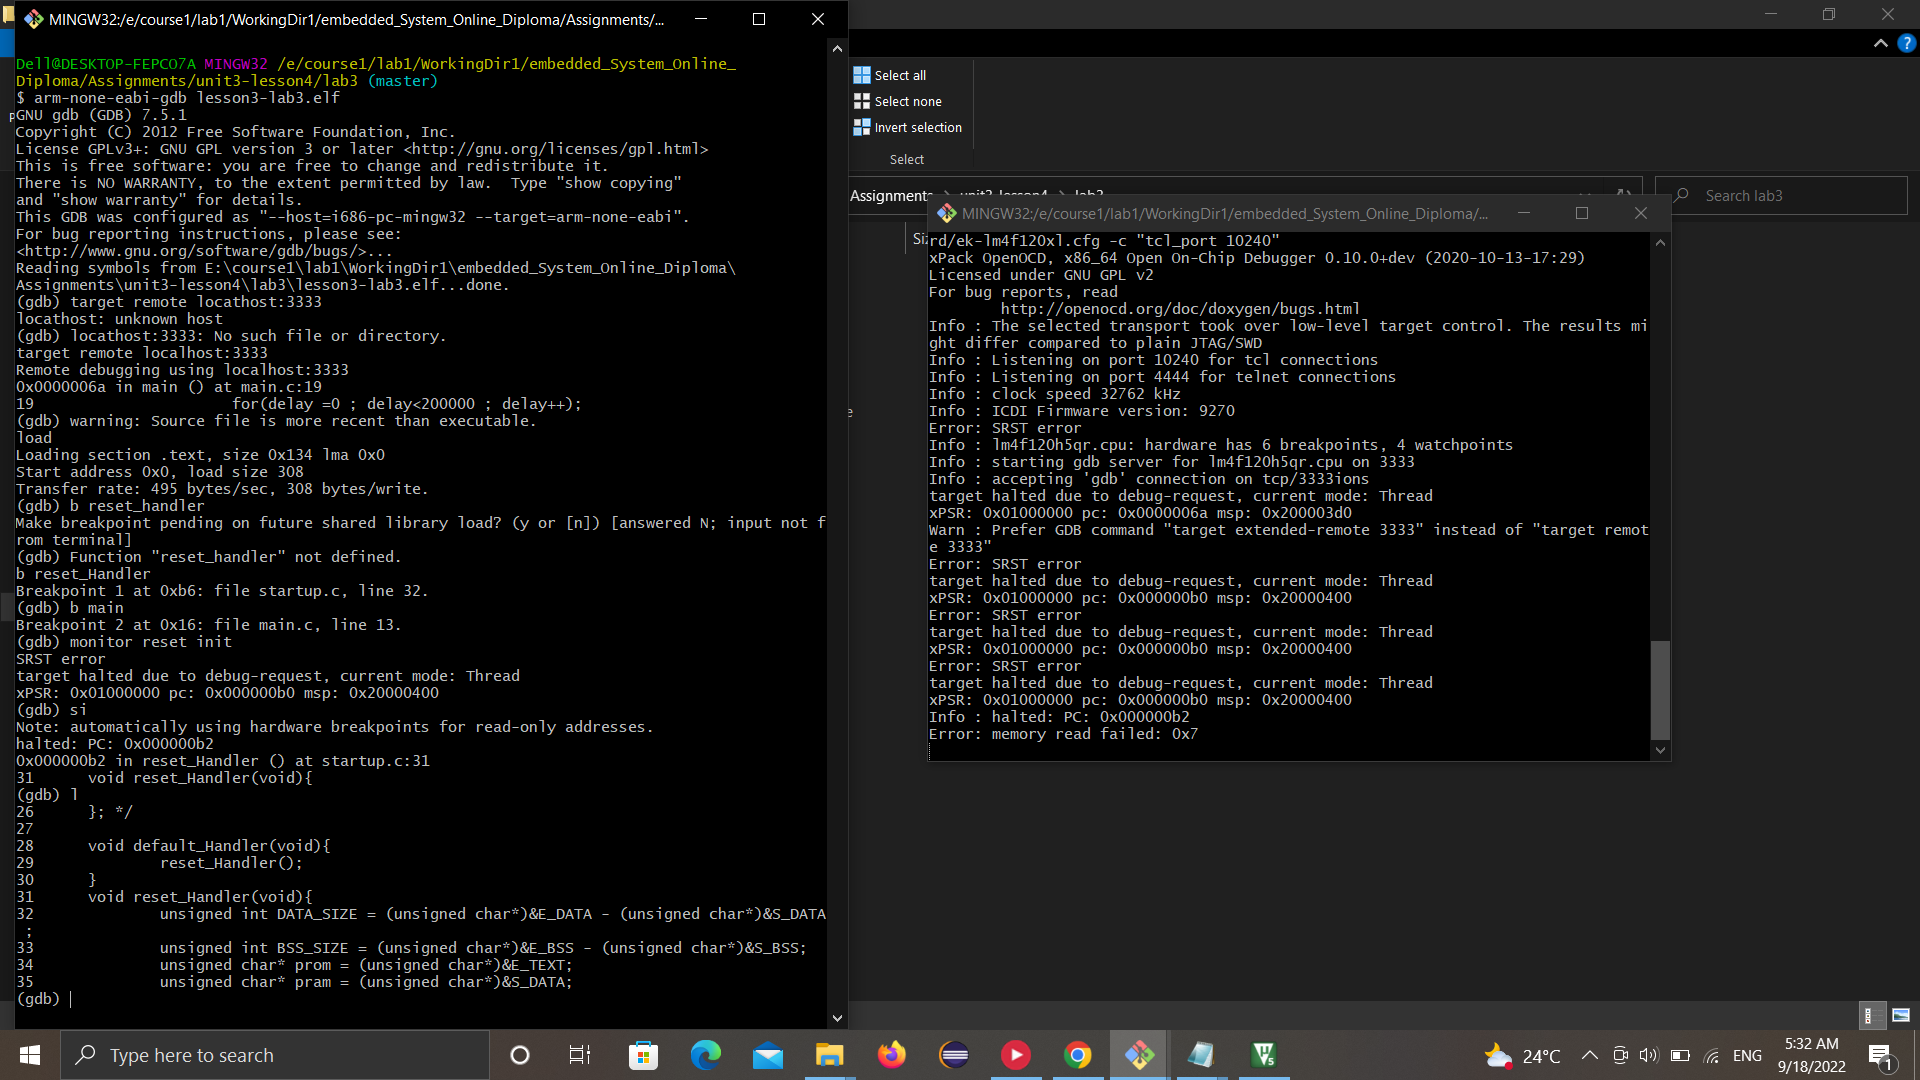 MINGW32:/e/course1/lab1/WorkingDir1/embedded_System_Online_Diploma/Assignments/...
Dell@DESKTOP-FEPCO7A MINGW32 /e/course1/lab1/WorkingDir1/embedded_System_Online_
Diploma/Assignments/unit3-lesson4/lab3 (master)
$ arm-none-eabi-gdb lesson3-lab3.elf
GNU gdb (GDB) 7.5.1
Copyright (C) 2012 Free Software Foundation, Inc.
License GPLv3+: GNU GPL version 3 or later <http://gnu.org/licenses/gpl.html>
This is free software: you are free to change and redistribute it.
There is NO WARRANTY, to the extent permitted by law.  Type "show copying"
and "show warranty" for details.
This GDB was configured as "--host=i686-pc-mingw32 --target=arm-none-eabi".
For bug reporting instructions, please see:
<http://www.gnu.org/software/gdb/bugs/>...
Reading symbols from E:\course1\lab1\WorkingDir1\embedded_System_Online_Diploma\
Assignments\unit3-lesson4\lab3\lesson3-lab3.elf...done.
(gdb) target remote locathost:3333
locathost: unknown host
(gdb) locathost:3333: No such file or directory.
target remote localhost:3333
Remote debugging using localhost:3333
0x0000006a in main () at main.c:19
19                      for(delay =0 ; delay<200000 ; delay++);
(gdb) warning: Source file is more recent than executable.
load
Loading section .text, size 0x134 lma 0x0
Start address 0x0, load size 308
Transfer rate: 495 bytes/sec, 308 bytes/write.
(gdb) b reset_handler
Make breakpoint pending on future shared library load? (y or [n]) [answered N; input not f
rom terminal]
(gdb) Function "reset_handler" not defined.
b reset_Handler
Breakpoint 1 at 0xb6: file startup.c, line 32.
(gdb) b main
Breakpoint 2 at 0x16: file main.c, line 13.
(gdb) monitor reset init
SRST error
target halted due to debug-request, current mode: Thread
xPSR: 0x01000000 pc: 0x000000b0 msp: 0x20000400
(gdb) si
Note: automatically using hardware breakpoints for read-only addresses.
halted: PC: 0x000000b2
0x000000b2 in reset_Handler () at startup.c:31
31      void reset_Handler(void){
(gdb) l
26      }; */
27
28      void default_Handler(void){
29              reset_Handler();
30      }
31      void reset_Handler(void){
32              unsigned int DATA_SIZE = (unsigned char*)&E_DATA - (unsigned char*)&S_DATA
;
33              unsigned int BSS_SIZE = (unsigned char*)&E_BSS - (unsigned char*)&S_BSS;
34              unsigned char* prom = (unsigned char*)&E_TEXT;
35              unsigned char* pram = (unsigned char*)&S_DATA;
(gdb)
Select all
Select none
Invert selection
Select
Assignments > unit3-lesson4 > lab3
Search lab3
MINGW32:/e/course1/lab1/WorkingDir1/embedded_System_Online_Diploma/...
rd/ek-lm4f120xl.cfg -c "tcl_port 10240"
xPack OpenOCD, x86_64 Open On-Chip Debugger 0.10.0+dev (2020-10-13-17:29)
Licensed under GNU GPL v2
For bug reports, read
        http://openocd.org/doc/doxygen/bugs.html
Info : The selected transport took over low-level target control. The results mi
ght differ compared to plain JTAG/SWD
Info : Listening on port 10240 for tcl connections
Info : Listening on port 4444 for telnet connections
Info : clock speed 32762 kHz
Info : ICDI Firmware version: 9270
Error: SRST error
Info : lm4f120h5qr.cpu: hardware has 6 breakpoints, 4 watchpoints
Info : starting gdb server for lm4f120h5qr.cpu on 3333
Info : accepting 'gdb' connection on tcp/3333ions
target halted due to debug-request, current mode: Thread
xPSR: 0x01000000 pc: 0x0000006a msp: 0x200003d0
Warn : Prefer GDB command "target extended-remote 3333" instead of "target remot
e 3333"
Error: SRST error
target halted due to debug-request, current mode: Thread
xPSR: 0x01000000 pc: 0x000000b0 msp: 0x20000400
Error: SRST error
target halted due to debug-request, current mode: Thread
xPSR: 0x01000000 pc: 0x000000b0 msp: 0x20000400
Error: SRST error
target halted due to debug-request, current mode: Thread
xPSR: 0x01000000 pc: 0x000000b0 msp: 0x20000400
Info : halted: PC: 0x000000b2
Error: memory read failed: 0x7
Type here to search
24°C
ENG
5:32 AM
9/18/2022
1